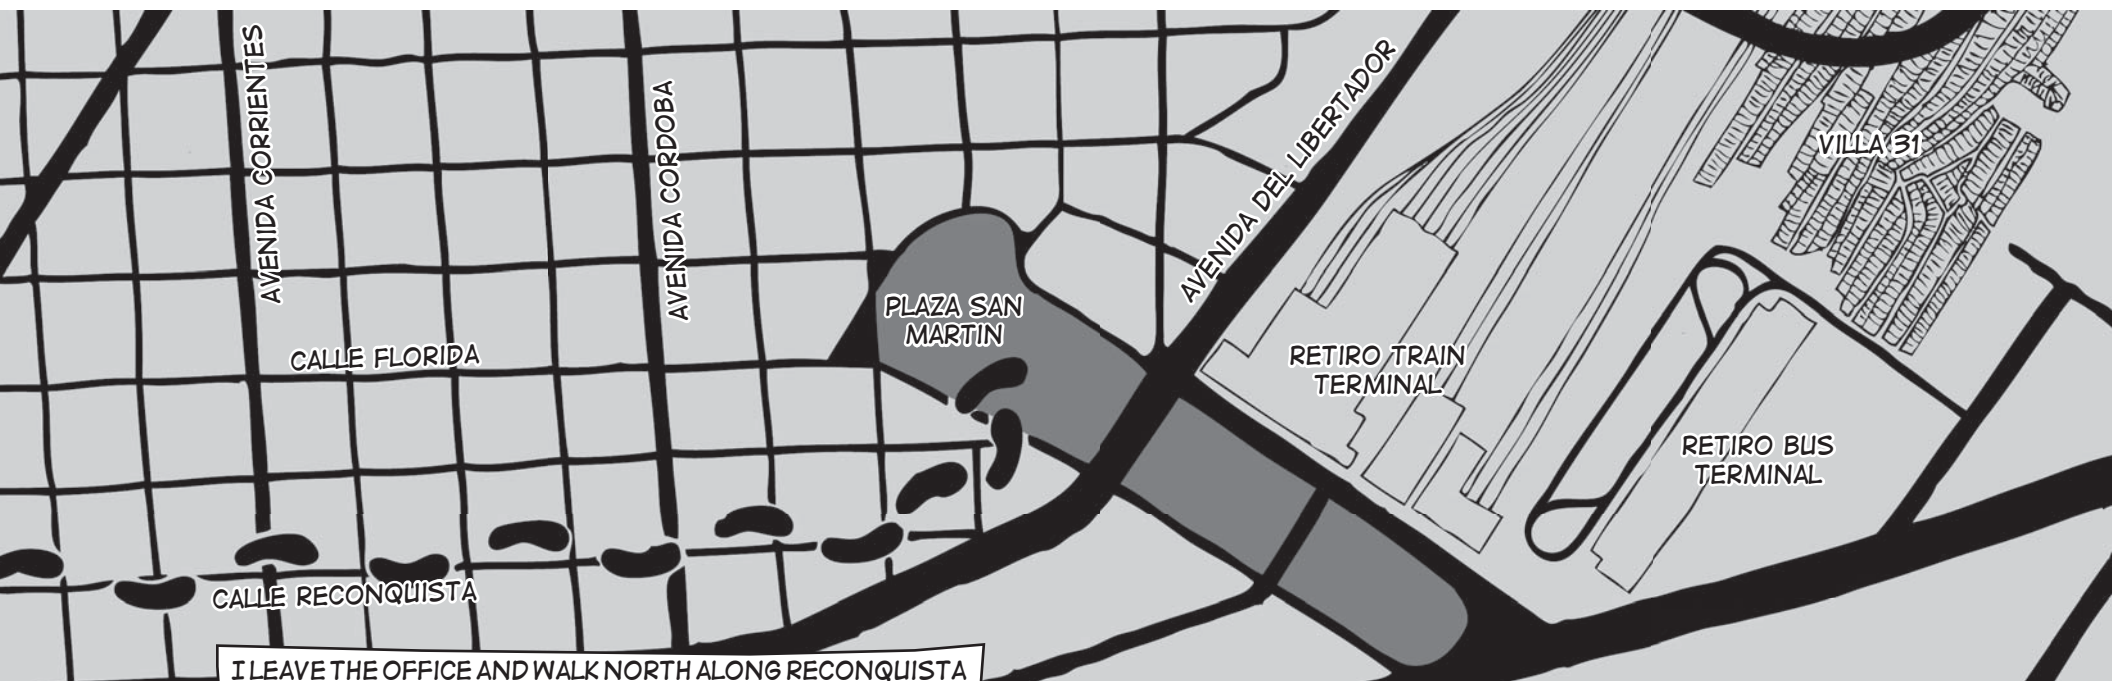 AVENIDA CORRIENTES
AVENIDA CORDOBA
AVENIDA DEL LIBERTADOR
VILLA 31
PLAZA SAN
MARTIN
CALLE FLORIDA
RETIRO TRAIN
TERMINAL
RETIRO BUS
TERMINAL
CALLE RECONQUISTA
I LEAVE THE OFFICE AND WALK NORTH ALONG RECONQUISTA